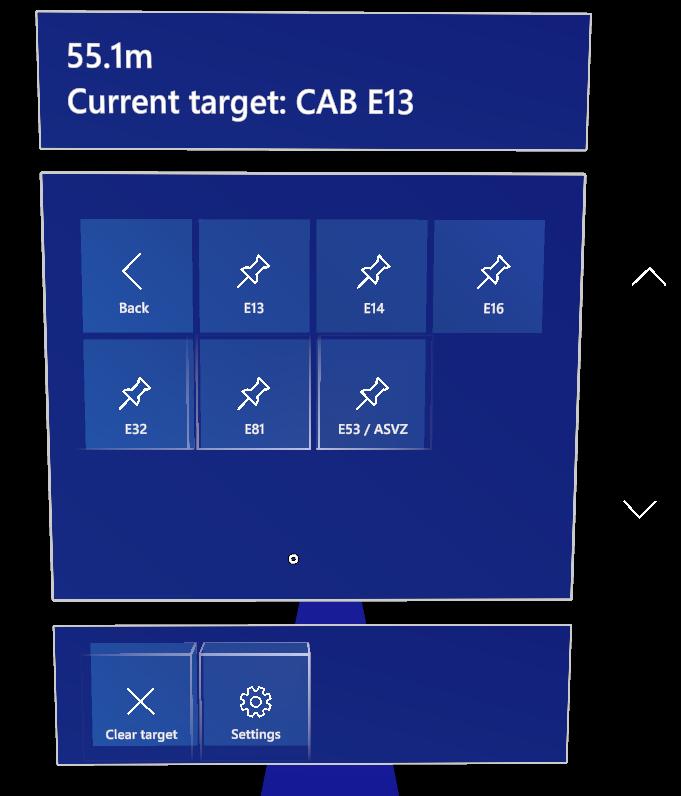 55.1m
Current target: CAB E13
Back
E13
E14
E16
E32
E81
E53 / ASVZ
Clear target
Settings